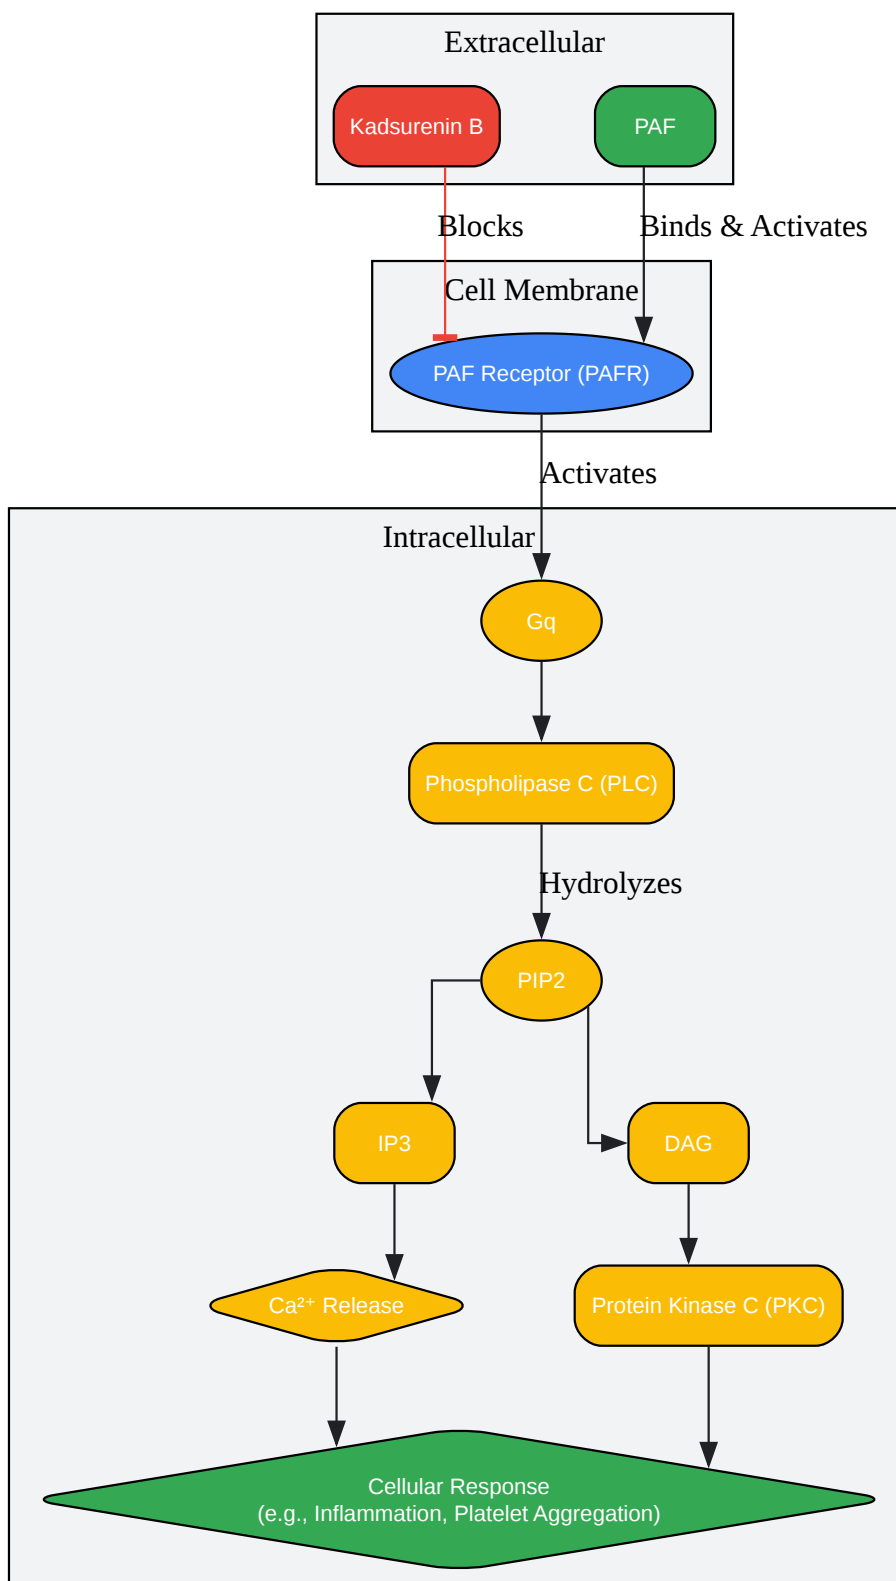 Extracellular
Kadsurenin B
PAF
Blocks
Binds & Activates
Cell Membrane
PAF Receptor (PAFR)
Activates
Intracellular
Gq
Phospholipase C (PLC)
Hydrolyzes
PIP2
IP3
DAG
Ca²⁺ Release
Protein Kinase C (PKC)
Cellular Response
(e.g., Inflammation, Platelet Aggregation)